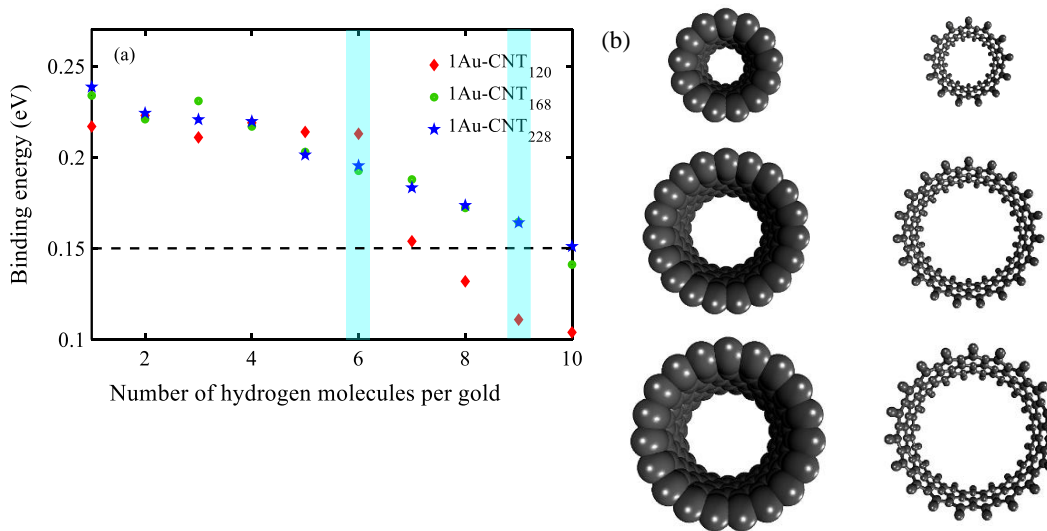 (a)
1Au-CNT120
1Au-CNT168
1Au-CNT228
0.25
0.2
0.15
0.1
Binding energy (eV)
2 4 6 8 10
Number of hydrogen molecules per gold
(b)